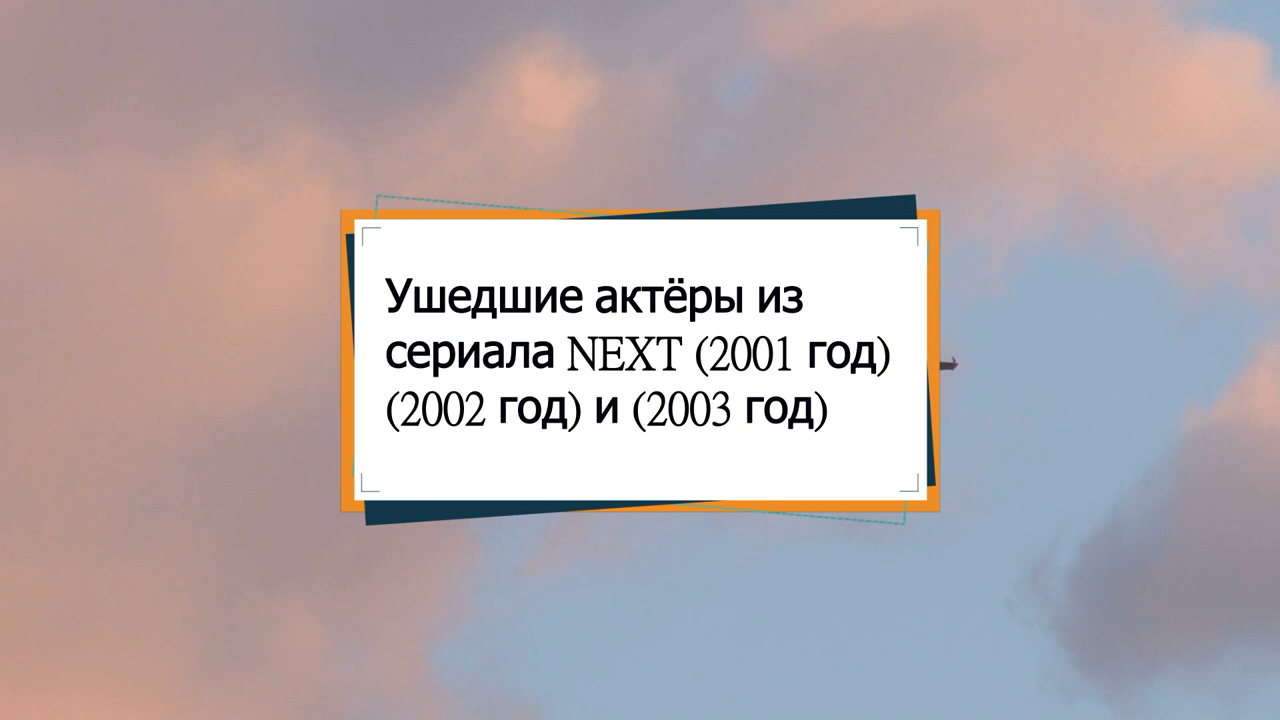 Ушедшие актёры из
сериала NEXT (2001 год)
(2002 год) и (2003 год)